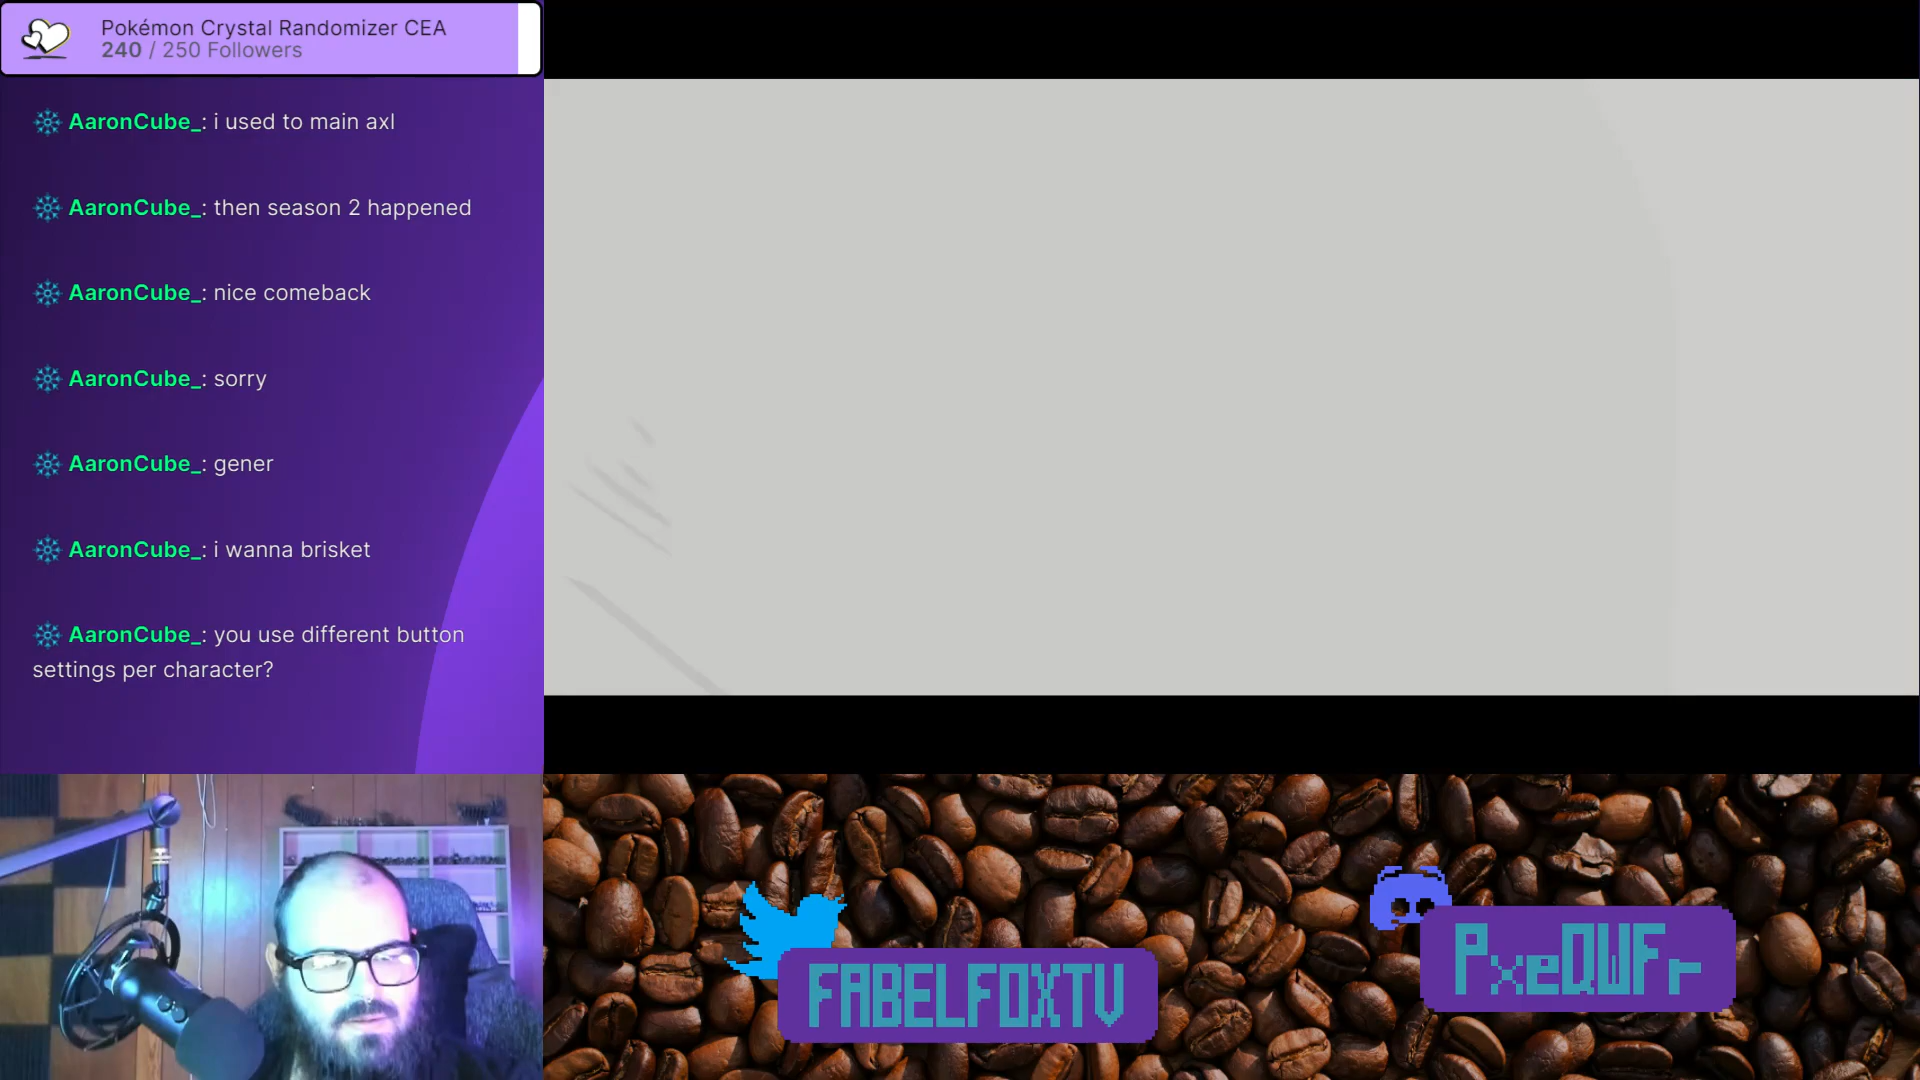 Pokémon Crystal Randomizer CEA
240 / 250 Followers
AaronCube_: i used to main axl
AaronCube_: then season 2 happened
AaronCube_: nice comeback
AaronCube_: sorry
AaronCube_: gener
AaronCube_: i wanna brisket
AaronCube_: you use different button
settings per character?
FABELFOXTV
PxeQWFr